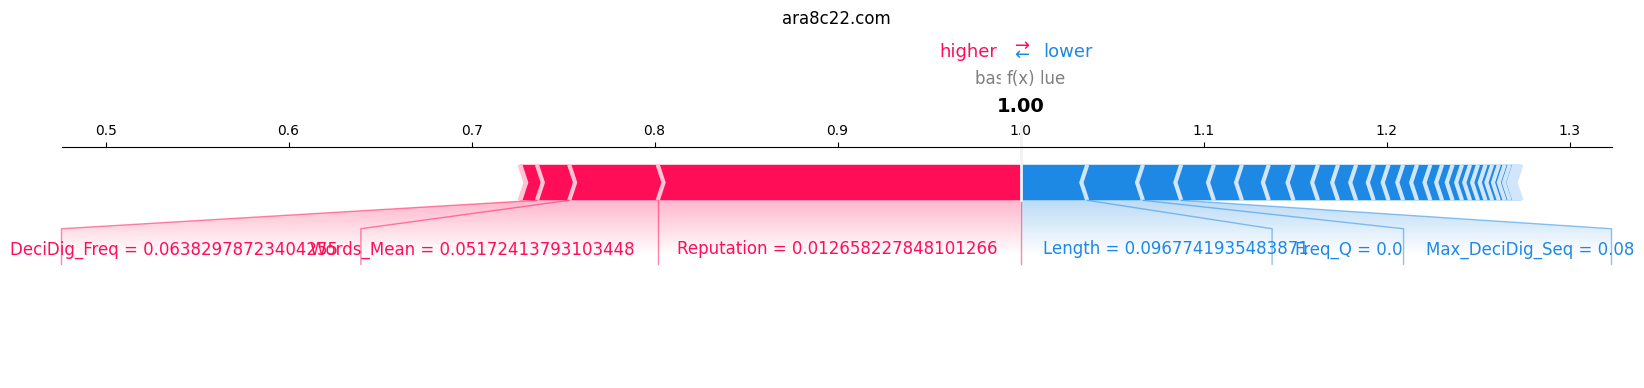 ara8c22.com
higher ⇄ lower
bas f(x) lue
1.00
0.5 0.6 0.7 0.8 0.9 1.0 1.1 1.2 1.3
DeciDig_Freq = 0.06382978723404255 Words_Mean = 0.05172413793103448 Reputation = 0.012658227848101266 Length = 0.0967741935483871 Freq_Q = 0.0 Max_DeciDig_Seq = 0.08